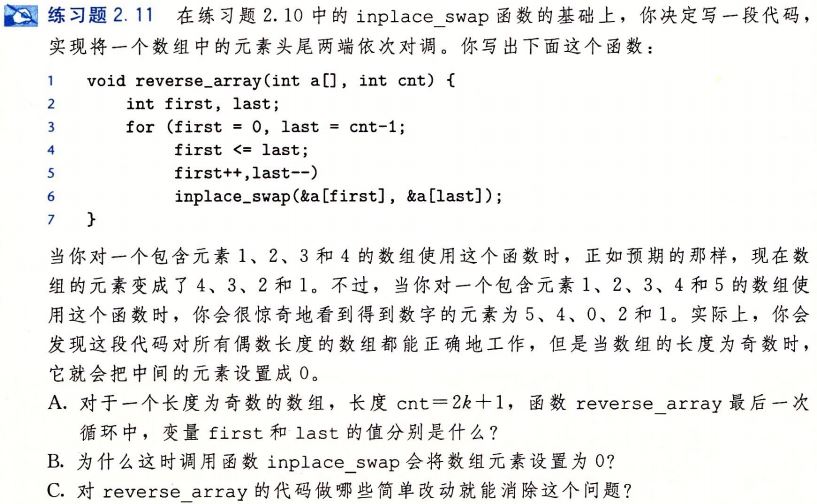 练习题 2.11 在练习题 2.10 中的 inplace_swap 函数的基础上，你决定写一段代码，
实现将一个数组中的元素头尾两端依次对调。你写出下面这个函数：
1 void reverse_array(int a[], int cnt) {
2 int first, last;
3 for (first = 0, last = cnt-1;
4 first <= last;
5 first++,last--)
6 inplace_swap(&a[first], &a[last]);
7 }
当你对一个包含元素 1、2、3 和 4 的数组使用这个函数时，正如预期的那样，现在数
组的元素变成了 4、3、2 和 1。不过，当你对一个包含元素 1、2、3、4 和 5 的数组使
用这个函数时，你会很惊奇地看到得到数字的元素为 5、4、0、2 和 1。实际上，你会
发现这段代码对所有偶数长度的数组都能正确地工作，但是当数组的长度为奇数时，
它就会把中间的元素设置成 0。
A. 对于一个长度为奇数的数组，长度 cnt=2k+1，函数 reverse_array 最后一次
循环中，变量 first 和 last 的值分别是什么？
B. 为什么这时调用函数 inplace_swap 会将数组元素设置为 0？
C. 对 reverse_array 的代码做哪些简单改动就能消除这个问题？